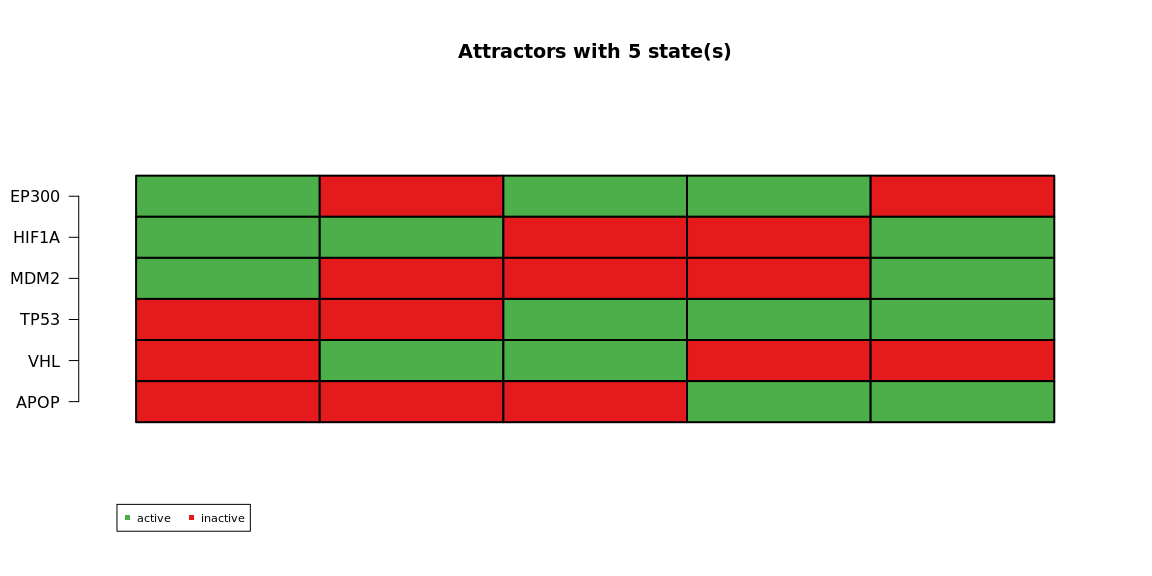 Attractors with 5 state(s)
EP300
HIF1A
MDM2
TP53
VHL
APOP
active inactive